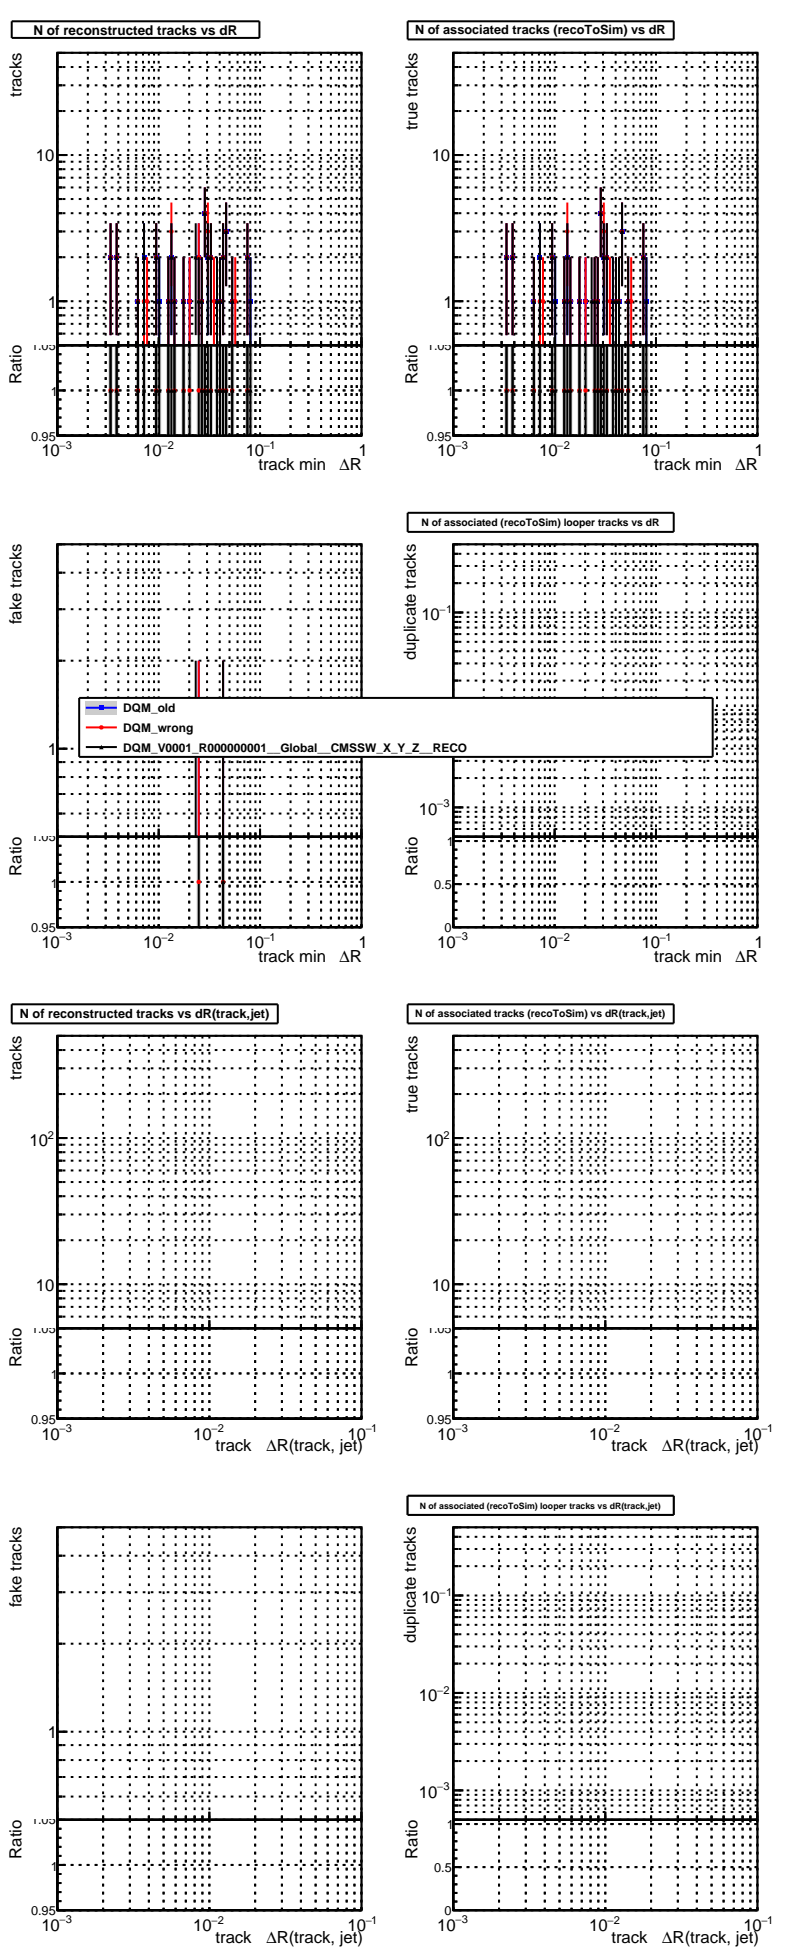 N of reconstructed tracks vs dR
N of associated tracks (recoToSim) vs dR
tracks
10
1
Ratio
1.05
1
0.95
10−3 10−2 10−1 1
track min ΔR
true tracks
10
1
Ratio
1.05
1
0.95
10−3 10−2 10−1 1
track min ΔR
N of associated (recoToSim) looper tracks vs dR
fake tracks
1
Ratio
1.05
1
0.95
10−3 10−2 10−1 1
track min ΔR
duplicate tracks
10−1
10−3
Ratio
1
0.5
0
10−3 10−2 10−1 1
track min ΔR
DQM_old
DQM_wrong
DQM_V0001_R000000001__Global__CMSSW_X_Y_Z__RECO
N of reconstructed tracks vs dR(track,jet)
N of associated tracks (recoToSim) vs dR(track,jet)
tracks
10²
10
Ratio
1.05
1
0.95
10−3 10−2 10−1
track ΔR(track, jet)
true tracks
10²
10
Ratio
1.05
1
0.95
10−3 10−2 10−1
track ΔR(track, jet)
N of associated (recoToSim) looper tracks vs dR(track,jet)
fake tracks
1
Ratio
1.05
1
0.95
10−3 10−2 10−1
track ΔR(track, jet)
duplicate tracks
10−1
10−2
10−3
Ratio
1
0.5
0
10−3 10−2 10−1
track ΔR(track, jet)